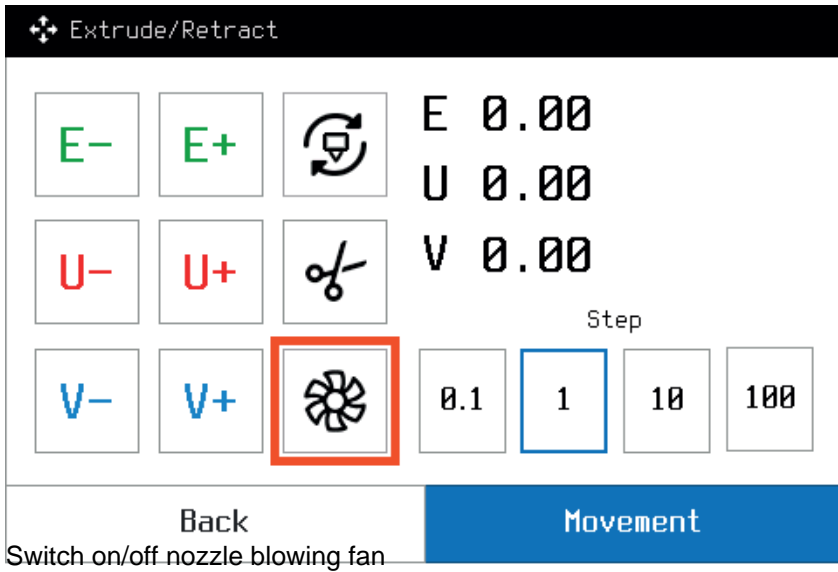 Extrude/Retract
E- E+ E 0.00
U 0.00
U- U+ V 0.00
Step
V- V+ 0.1 1 10 100
Back Movement
Switch on/off nozzle blowing fan